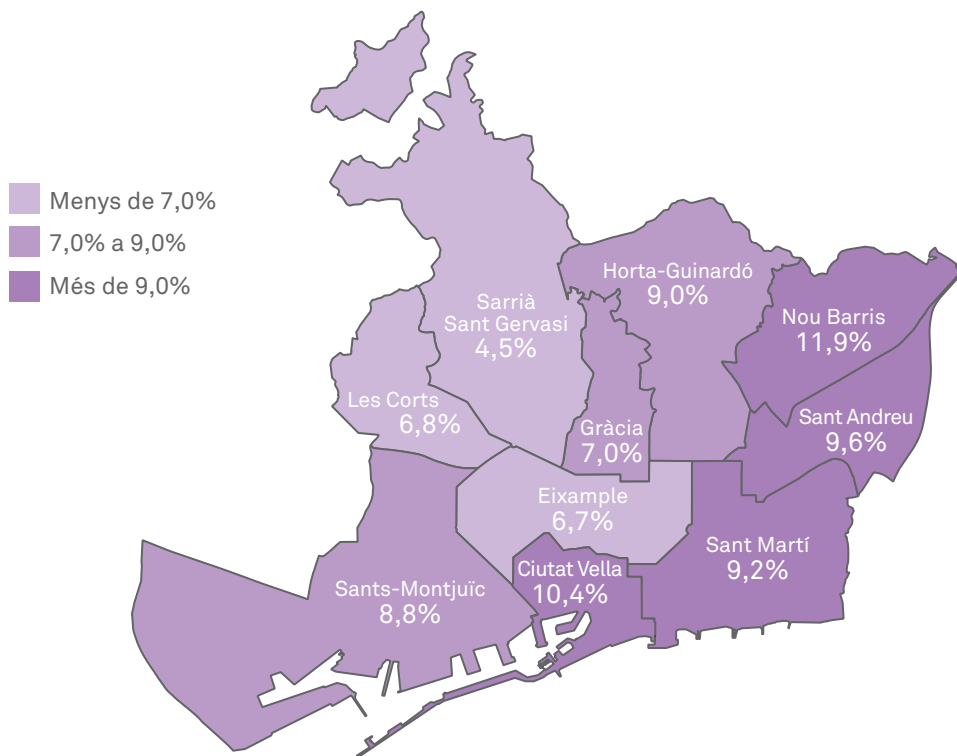 Menys de 7,0%
7,0% a 9,0%
Més de 9,0%
Horta-Guinardó
9,0%
Sarrià
Sant Gervasi
4,5%
Nou Barris
11,9%
Les Corts
6,8%
Gràcia
7,0%
Sant Andreu
9,6%
Eixample
6,7%
Sant Martí
9,2%
Ciutat Vella
10,4%
Sants-Montjuïc
8,8%